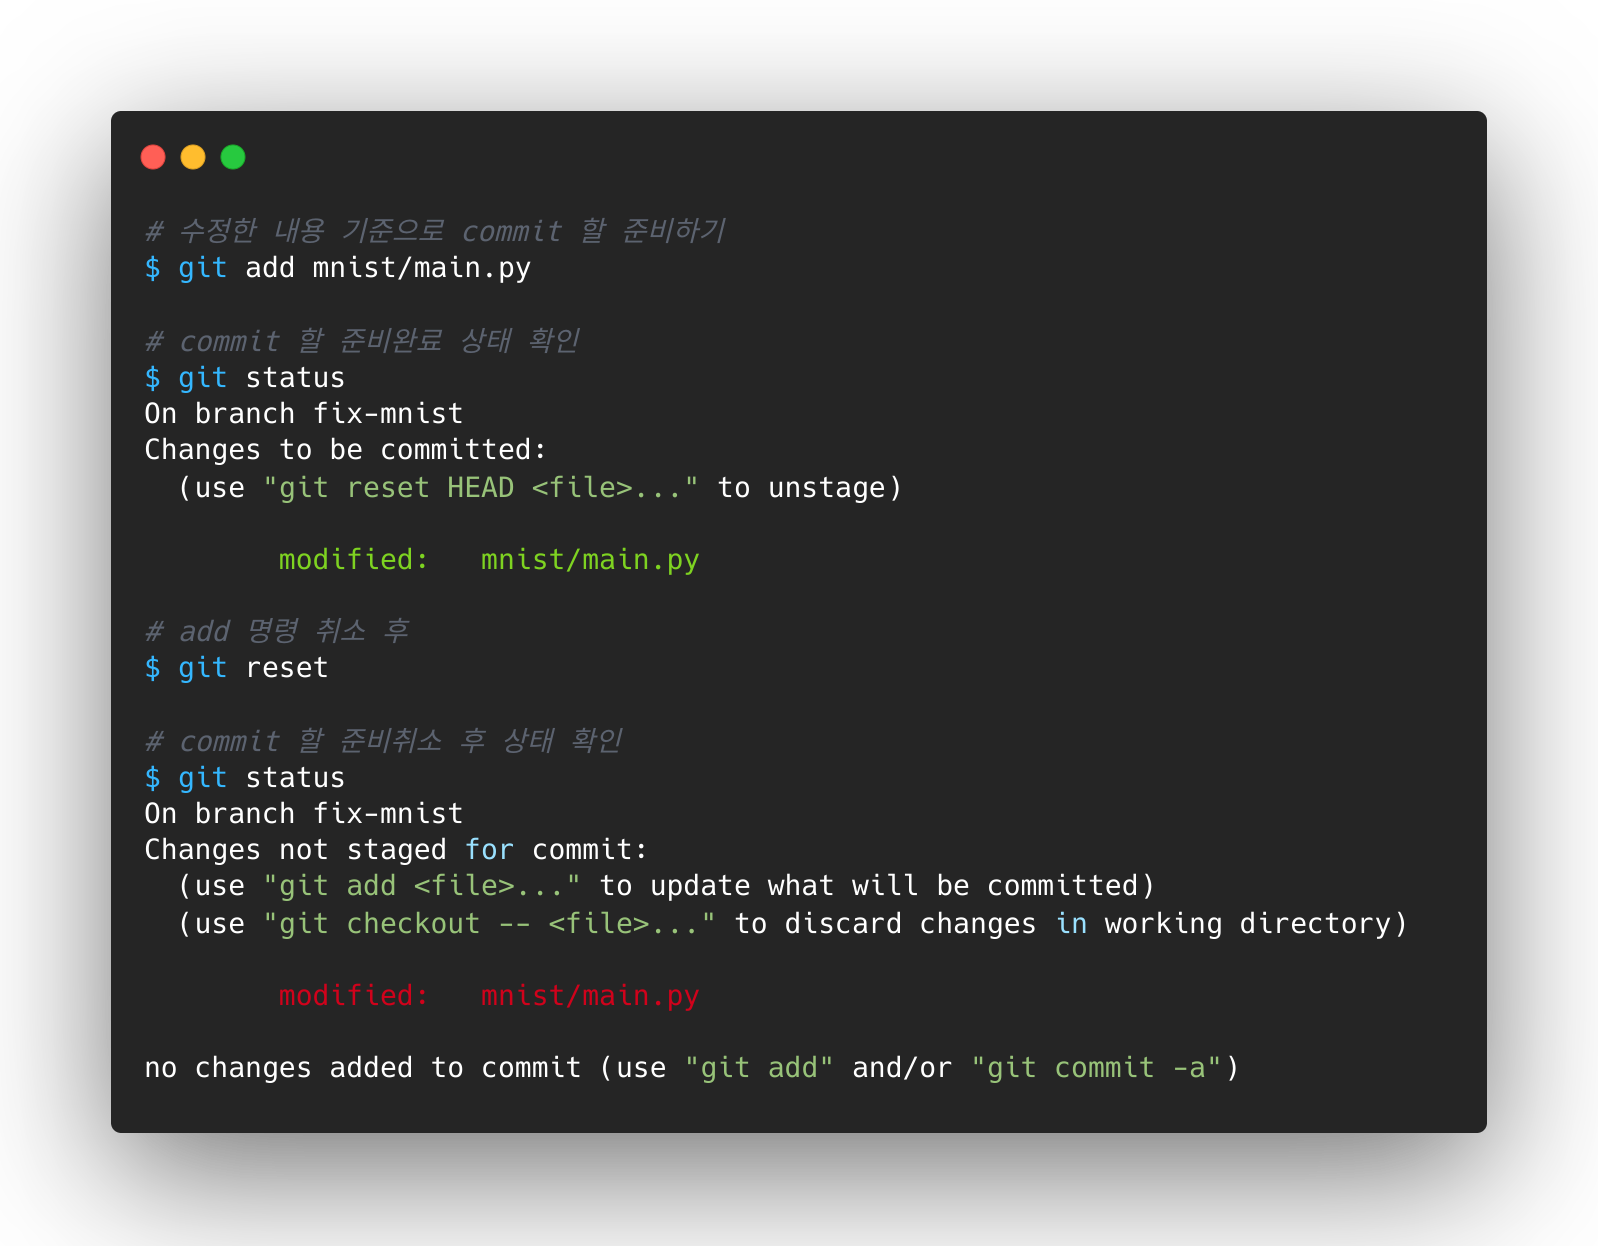 # 수정한 내용 기준으로 commit 할 준비하기
$ git add mnist/main.py
# commit 할 준비완료 상태 확인
$ git status
On branch fix-mnist
Changes to be committed:
(use "git reset HEAD <file>..." to unstage)
modified: mnist/main.py
# add 명령 취소 후
$ git reset
# commit 할 준비취소 후 상태 확인
$ git status
On branch fix-mnist
Changes not staged for commit:
(use "git add <file>..." to update what will be committed)
(use "git checkout -- <file>..." to discard changes in working directory)
modified: mnist/main.py
no changes added to commit (use "git add" and/or "git commit -a")